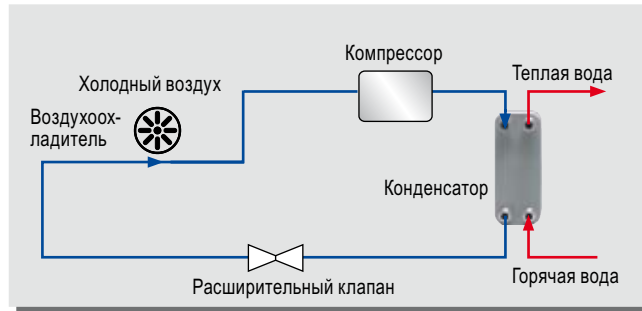 Компрессор
Холодный воздух
Теплая вода
Воздухоох-
ладитель
Конденсатор
Горячая вода
Расширительный клапан